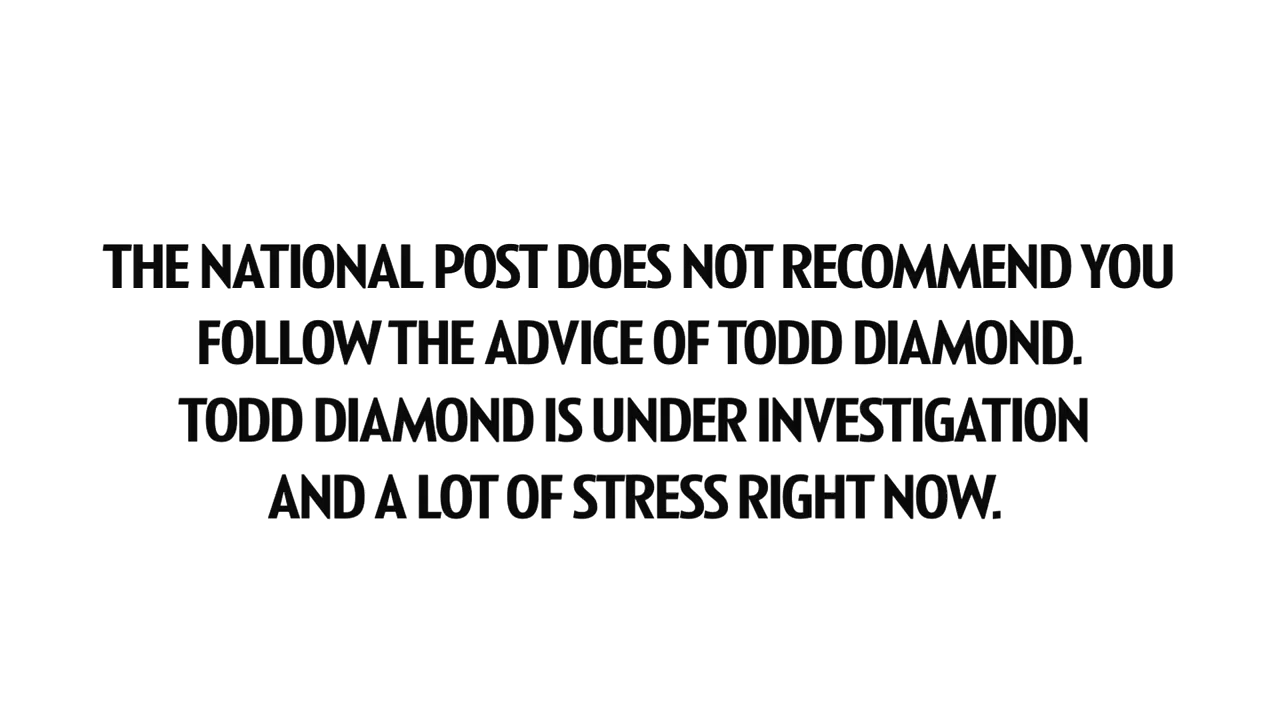 THE NATIONAL POST DOES NOT RECOMMEND YOU
FOLLOW THE ADVICE OF TODD DIAMOND.
TODD DIAMOND IS UNDER INVESTIGATION
AND A LOT OF STRESS RIGHT NOW.